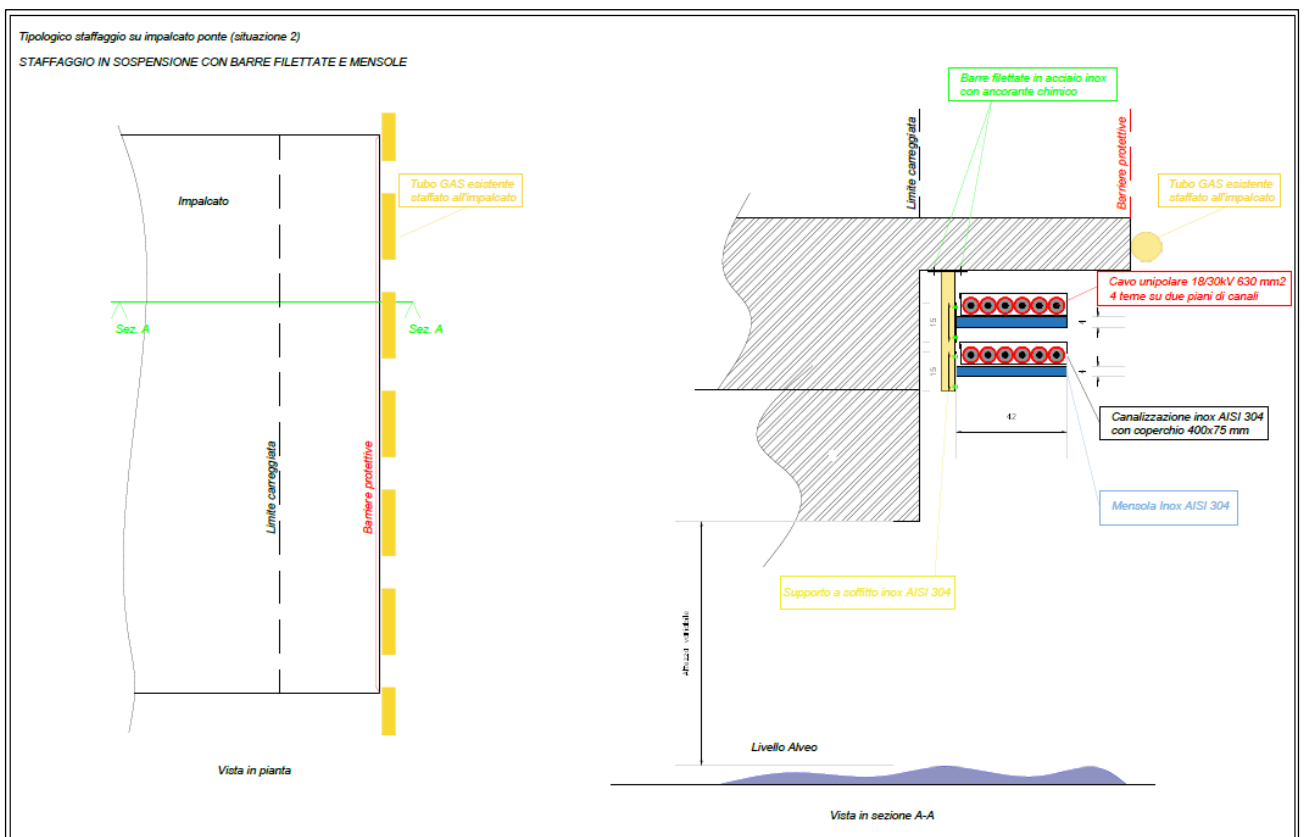 Tipologico staffaggio su impalcato ponte (situazione 2)
STAFFAGGIO IN SOSPENSIONE CON BARRE FILETTATE E MENSOLE
Impalcato
Tubo GAS esistente
staffato all'impalcato
Sez. A
Sez. A
Limite carreggiata
Barriere protettive
Vista in pianta
Barre filettate in acciaio inox
con ancorante chimico
Limite carreggiata
Barriere protettive
Tubo GAS esistente
staffato all'impalcato
Cavo unipolare 18/30kV 630 mm2
4 terne su due piani di canali
15
4
15
4
42
Canalizzazione inox AISI 304
con coperchio 400x75 mm
Mensola Inox AISI 304
Supporto a soffitto inox AISI 304
Altezza variabile
Livello Alveo
Vista in sezione A-A